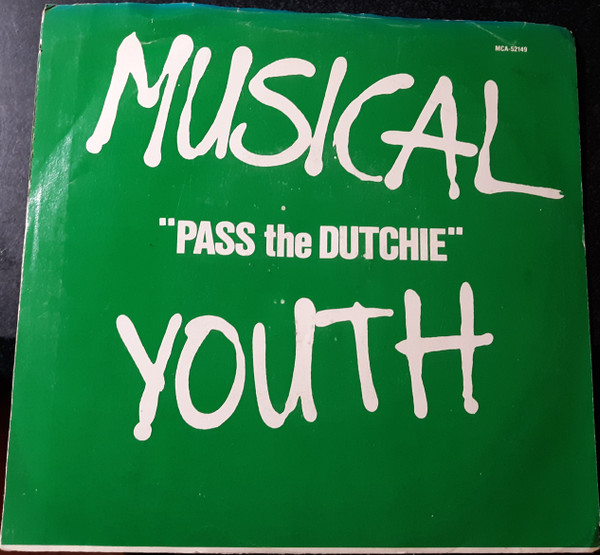 MCA-52149
MUSICAL
"PASS the DUTCHIE"
YOUTH